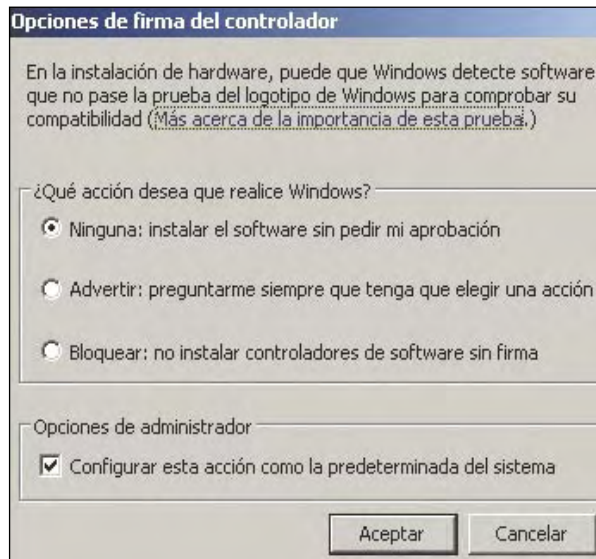 Opciones de firma del controlador
En la instalación de hardware, puede que Windows detecte software
que no pase la prueba del logotipo de Windows para comprobar su
compatibilidad (Más acerca de la importancia de esta prueba.)
¿Qué acción desea que realice Windows?
Ninguna: instalar el software sin pedir mi aprobación
Advertir: preguntarme siempre que tenga que elegir una acción
Bloquear: no instalar controladores de software sin firma
Opciones de administrador
Configurar esta acción como la predeterminada del sistema
Aceptar Cancelar